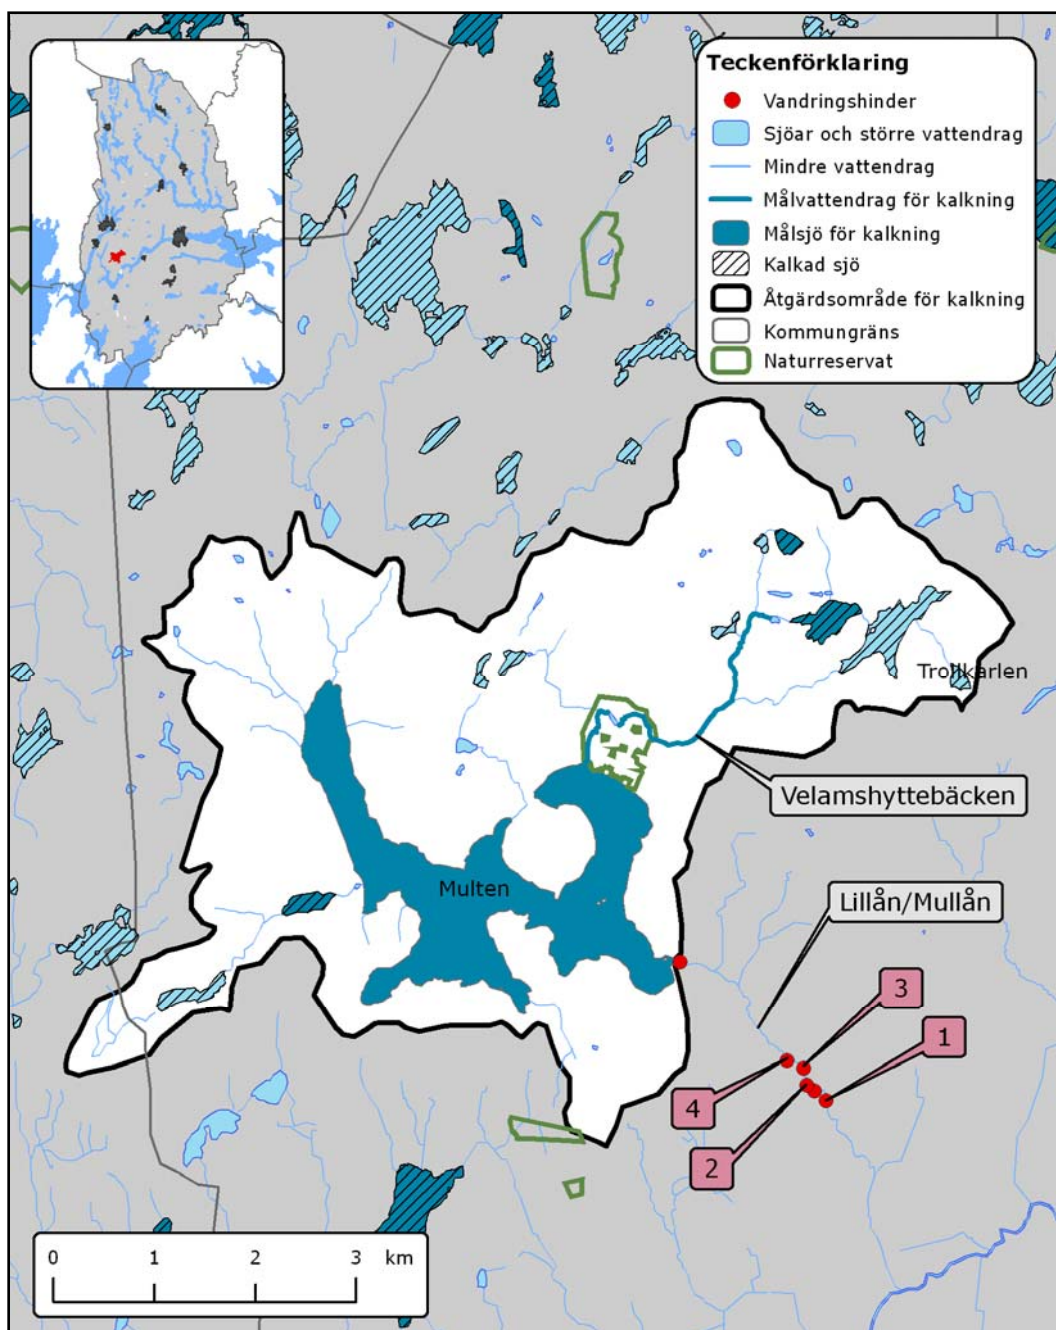 Teckenförklaring
Vandringshinder
Sjöar och större vattendrag
Mindre vattendrag
Målvattendrag för kalkning
Målsjö för kalkning
Kalkad sjö
Åtgärdsområde för kalkning
Kommungräns
Naturreservat
Trollkarlen
Velamshyttebäcken
Multen
Lillån/Mullån
3
1
4
2
0 1 2 3 km